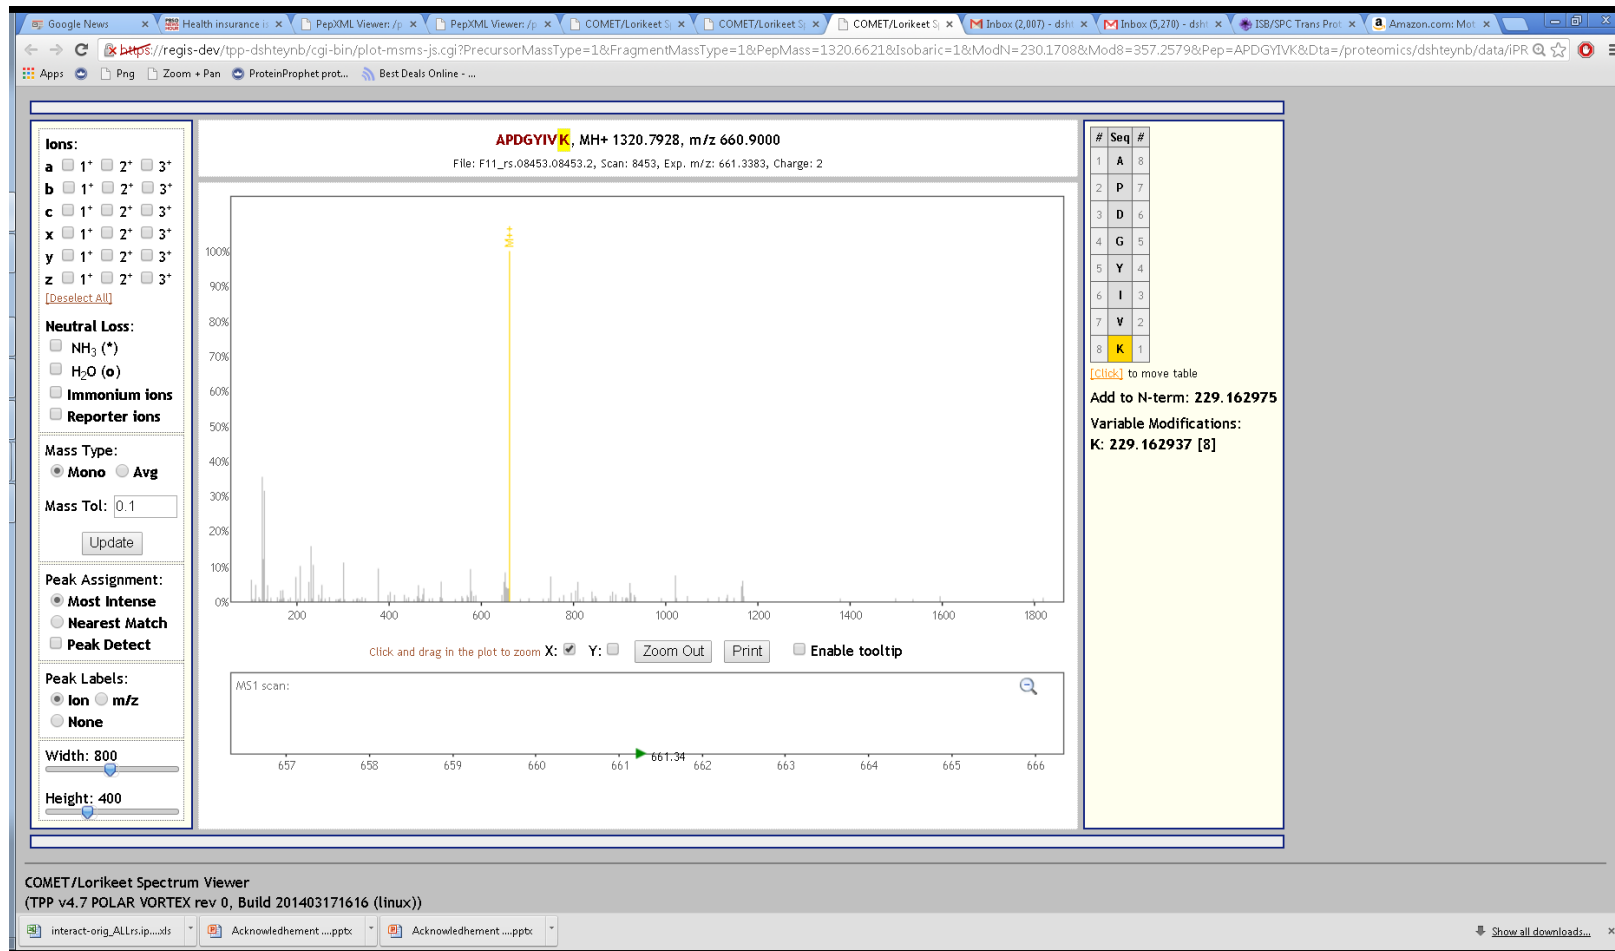 Google News
Health insurance i
PepXML Viewer: /p
PepXML Viewer: /p
COMET/Lorikeet Sp
COMET/Lorikeet Sp
COMET/Lorikeet Sp
Inbox (2,007) - dsht
Inbox (5,270) - dsht
ISB/SPC Trans Prot
Amazon.com: Mot
https://regis-dev/tpp-dshteynb/cgi-bin/plot-msms-js.cgi?PrecursorMassType=1&FragmentMassType=1&PepMass=1320.6621&Isobaric=1&ModN=230.1708&Mod8=357.2579&Pep=APDGYIVK&Dta=/proteomics/dshteynb/data/iPR
Apps
Png
Zoom + Pan
ProteinProphet prot...
Best Deals Online - ...
Ions:
a 1+ 2+ 3+
b 1+ 2+ 3+
c 1+ 2+ 3+
x 1+ 2+ 3+
y 1+ 2+ 3+
z 1+ 2+ 3+
[Deselect All]
Neutral Loss:
NH3 (*)
H2O (o)
Immonium ions
Reporter ions
Mass Type:
Mono Avg
Mass Tol: 0.1
Update
Peak Assignment:
Most Intense
Nearest Match
Peak Detect
Peak Labels:
Ion m/z
None
Width: 800
Height: 400
APDGYIVK, MH+ 1320.7928, m/z 660.9000
File: F11_rs.08453.08453.2, Scan: 8453, Exp. m/z: 661.3383, Charge: 2
M++
100%
90%
80%
70%
60%
50%
40%
30%
20%
10%
0%
200 400 600 800 1000 1200 1400 1600 1800
Click and drag in the plot to zoom X: Y: Zoom Out Print Enable tooltip
MS1 scan:
661.34
657 658 659 660 661 662 663 664 665 666
# Seq #
1 A 8
2 P 7
3 D 6
4 G 5
5 Y 4
6 I 3
7 V 2
8 K 1
[Click] to move table
Add to N-term: 229.162975
Variable Modifications:
K: 229.162937 [8]
COMET/Lorikeet Spectrum Viewer
(TPP v4.7 POLAR VORTEX rev 0, Build 201403171616 (linux))
interact-orig_ALLrs.ip....xls
Acknowledhement ....pptx
Acknowledhement ....pptx
Show all downloads...